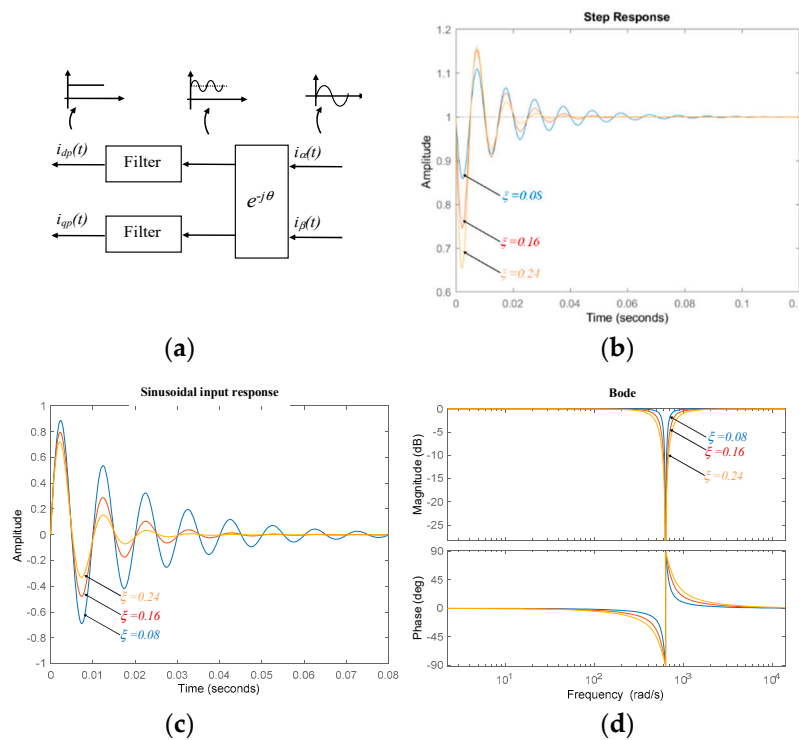 i_dp(t)
Filter
i_α(t)
e^-jθ
i_qp(t)
Filter
i_β(t)
(a)
Step Response
Amplitude
1.2
1.1
1
0.9
0.8
0.7
0.6
ξ=0.08
ξ=0.16
ξ=0.24
0
0.02
0.04
0.06
0.08
0.1
0.12
Time (seconds)
(b)
Sinusoidal input response
Amplitude
1
0.8
0.6
0.4
0.2
0
-0.2
-0.4
-0.6
-0.8
-1
ξ=0.24
ξ=0.16
ξ=0.08
0
0.01
0.02
0.03
0.04
0.05
0.06
0.07
0.08
Time (seconds)
(c)
Bode
Magnitude (dB)
0
-5
-10
-15
-20
-25
ξ=0.08
ξ=0.16
ξ=0.24
Phase (deg)
90
45
0
-45
-90
10^1
10^2
10^3
10^4
Frequency (rad/s)
(d)